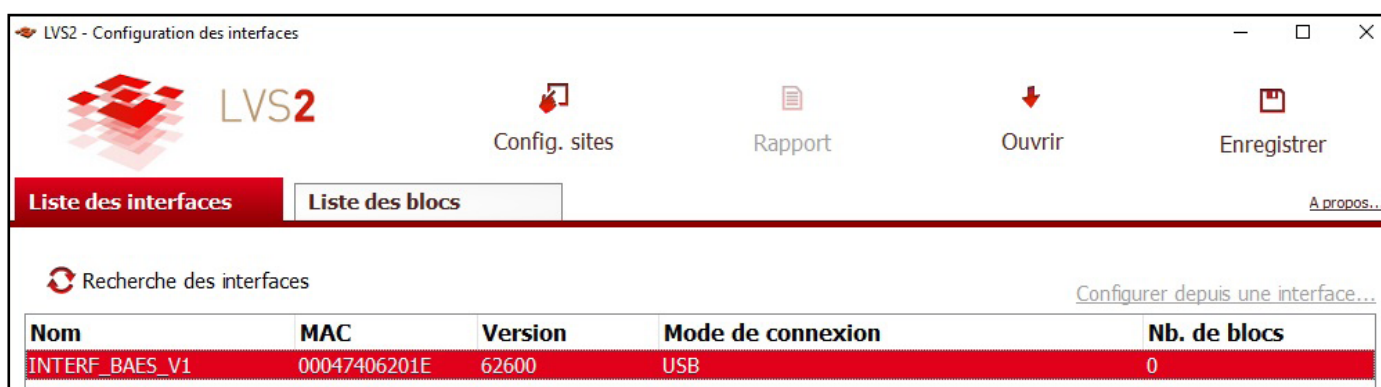 LVS2 - Configuration des interfaces
LVS2
Config. sites
Rapport
Ouvrir
Enregistrer
Liste des interfaces
Liste des blocs
A propos...
Recherche des interfaces
Configurer depuis une interface...
Nom MAC Version Mode de connexion Nb. de blocs
INTERF_BAES_V1 00047406201E 62600 USB 0